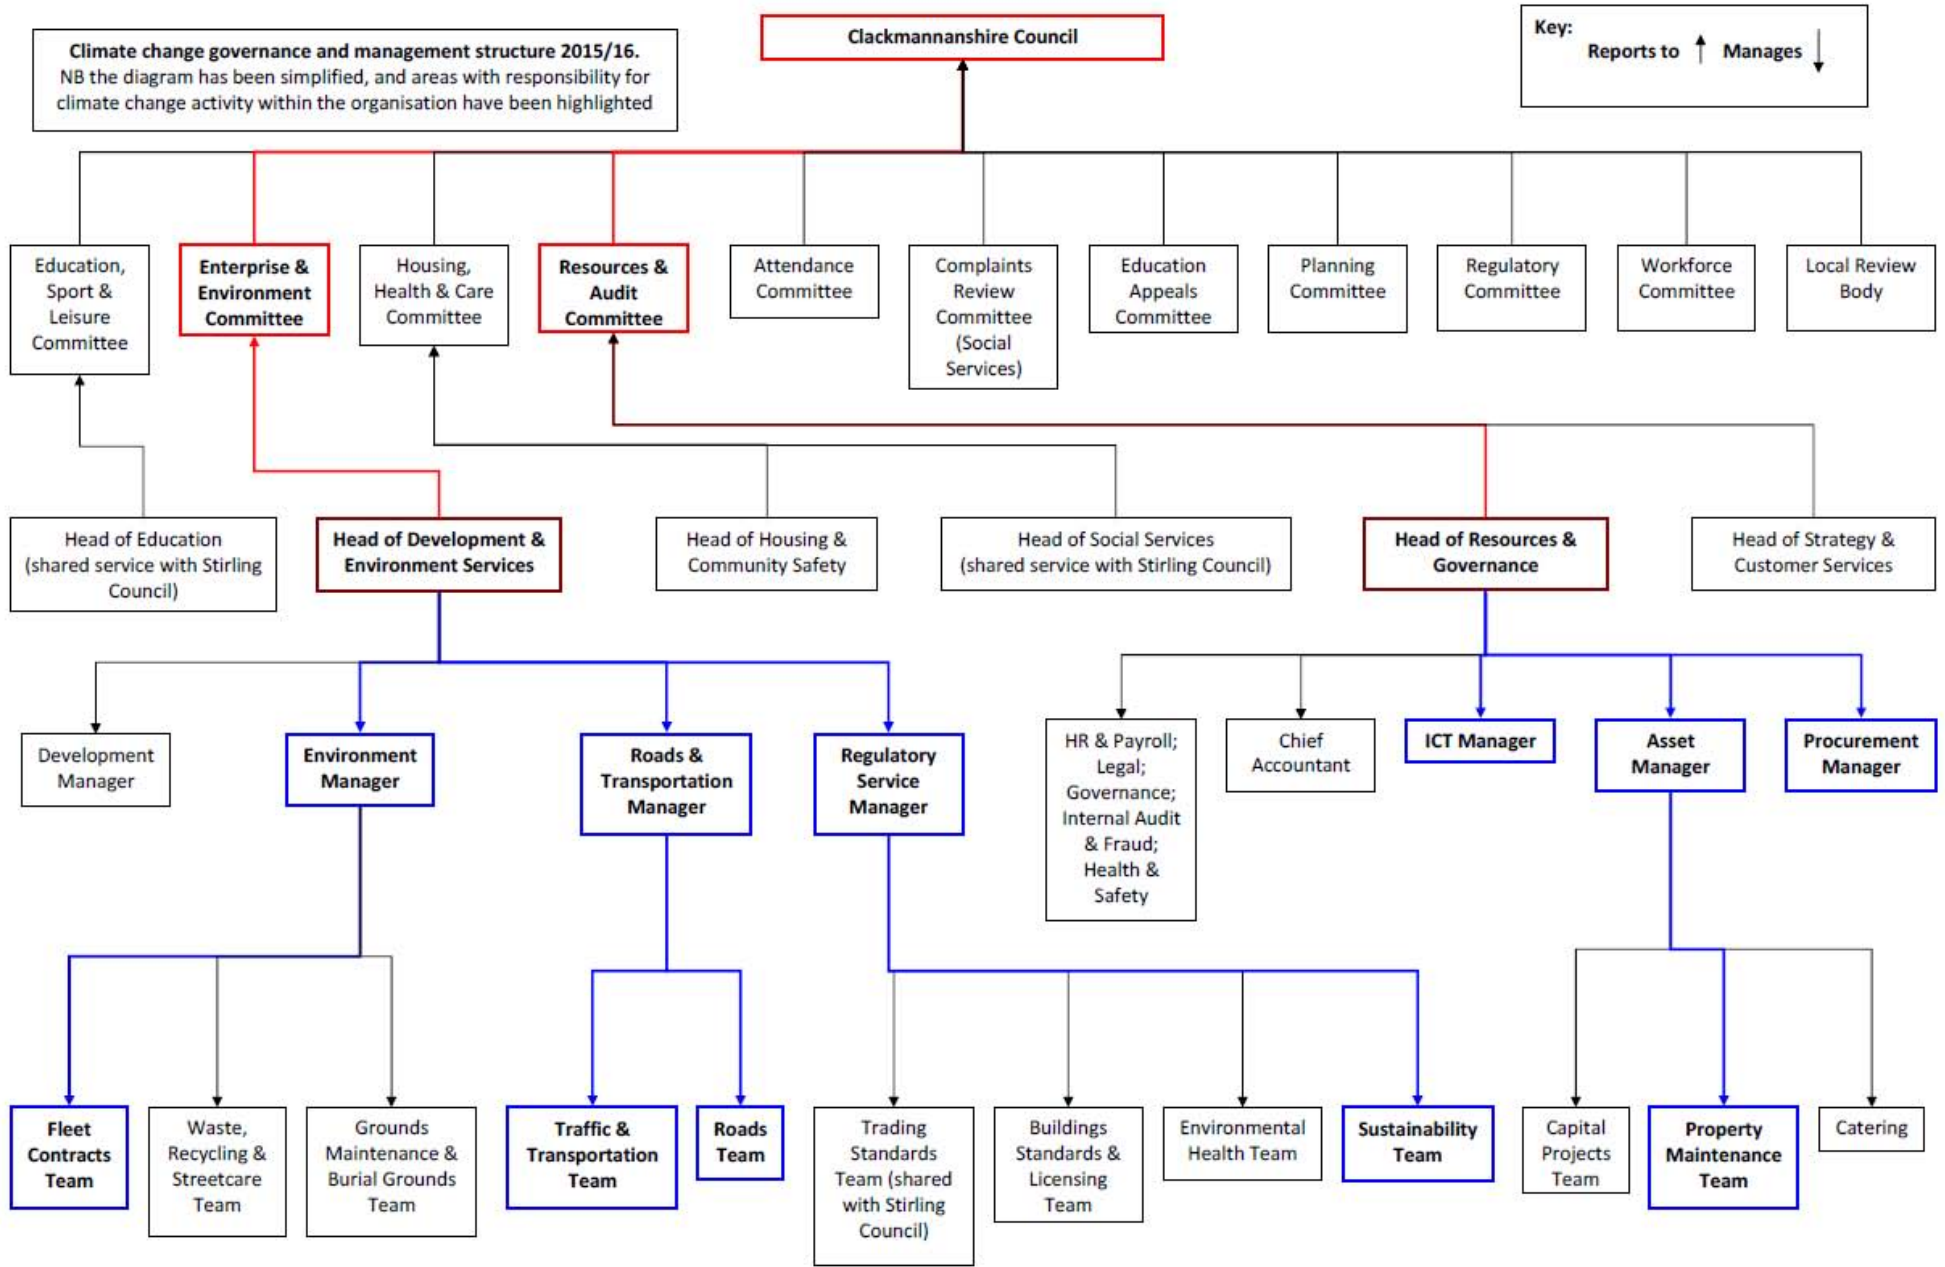 Climate change governance and management structure 2015/16.
NB the diagram has been simplified, and areas with responsibility for
climate change activity within the organisation have been highlighted
Clackmannanshire Council
Key:
Reports to Manages
Education,
Sport &
Leisure
Committee
Enterprise &
Environment
Committee
Housing,
Health & Care
Committee
Resources &
Audit
Committee
Attendance
Committee
Complaints
Review
Committee
(Social
Services)
Education
Appeals
Committee
Planning
Committee
Regulatory
Committee
Workforce
Committee
Local Review
Body
Head of Education
(shared service with Stirling
Council)
Head of Development &
Environment Services
Head of Housing &
Community Safety
Head of Social Services
(shared service with Stirling Council)
Head of Resources &
Governance
Head of Strategy &
Customer Services
Development
Manager
Environment
Manager
Roads &
Transportation
Manager
Regulatory
Service
Manager
HR & Payroll;
Legal;
Governance;
Internal Audit
& Fraud;
Health &
Safety
Chief
Accountant
ICT Manager
Asset
Manager
Procurement
Manager
Fleet
Contracts
Team
Waste,
Recycling &
Streetcare
Team
Grounds
Maintenance &
Burial Grounds
Team
Traffic &
Transportation
Team
Roads
Team
Trading
Standards
Team (shared
with Stirling
Council)
Buildings
Standards &
Licensing
Team
Environmental
Health Team
Sustainability
Team
Capital
Projects
Team
Property
Maintenance
Team
Catering